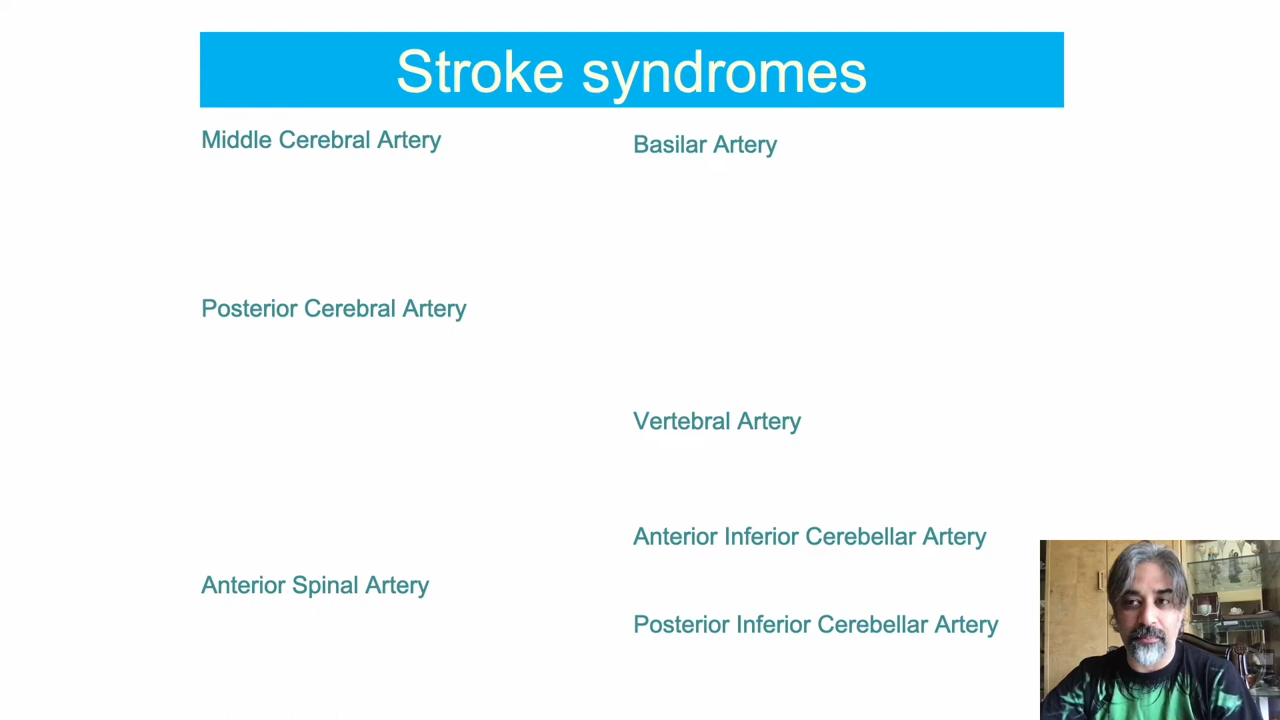 Stroke syndromes
Middle Cerebral Artery
Posterior Cerebral Artery
Anterior Spinal Artery
Basilar Artery
Vertebral Artery
Anterior Inferior Cerebellar Artery
Posterior Inferior Cerebellar Artery